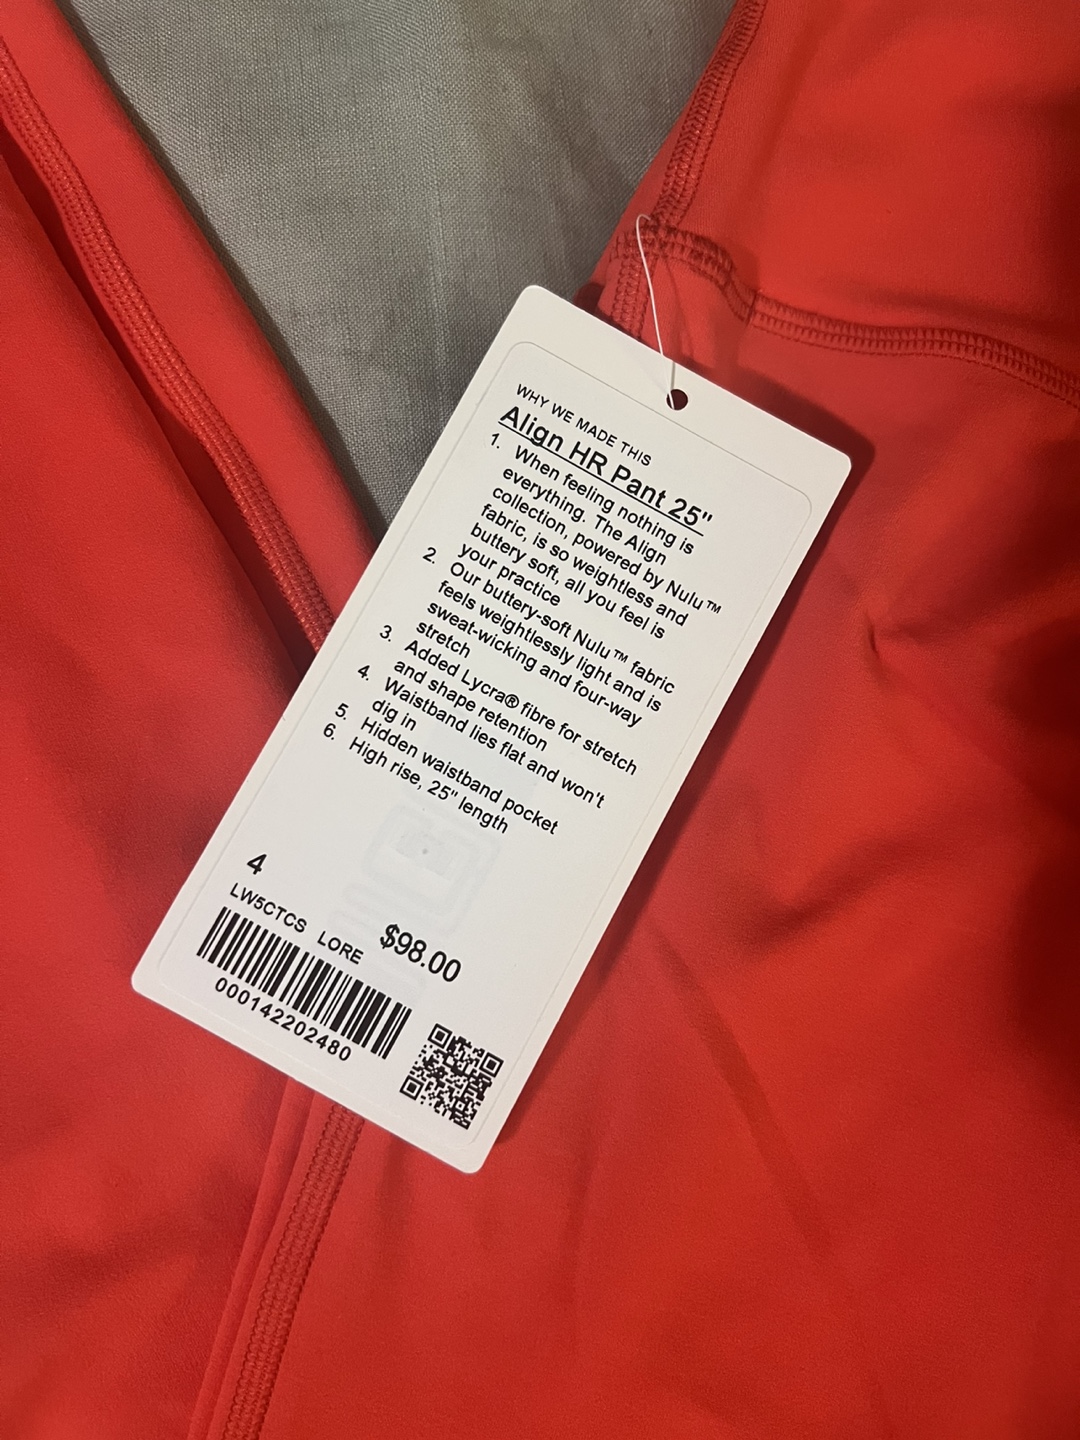 WHY WE MADE THIS
Align HR Pant 25"
1. When feeling nothing is
everything. The Align
collection, powered by Nulu™
fabric, is so weightless and
buttery soft, all you feel is
your practice
2. Our buttery-soft Nulu™ fabric
feels weightlessly light and is
sweat-wicking and four-way
stretch
3. Added Lycra® fibre for stretch
and shape retention
4. Waistband lies flat and won't
dig in
5. Hidden waistband pocket
6. High rise, 25" length
4
LW5CTCS LORE $98.00
000142202480